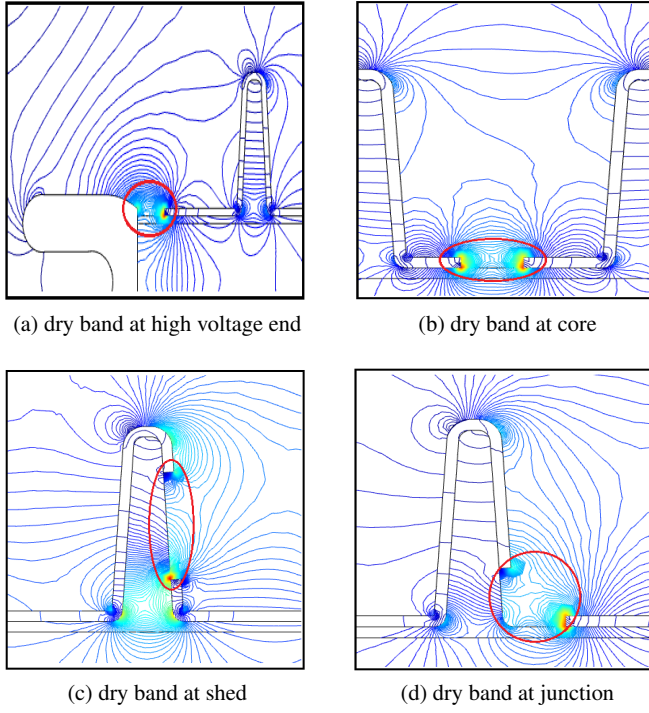 (a) dry band at high voltage end
(b) dry band at core
(c) dry band at shed
(d) dry band at junction